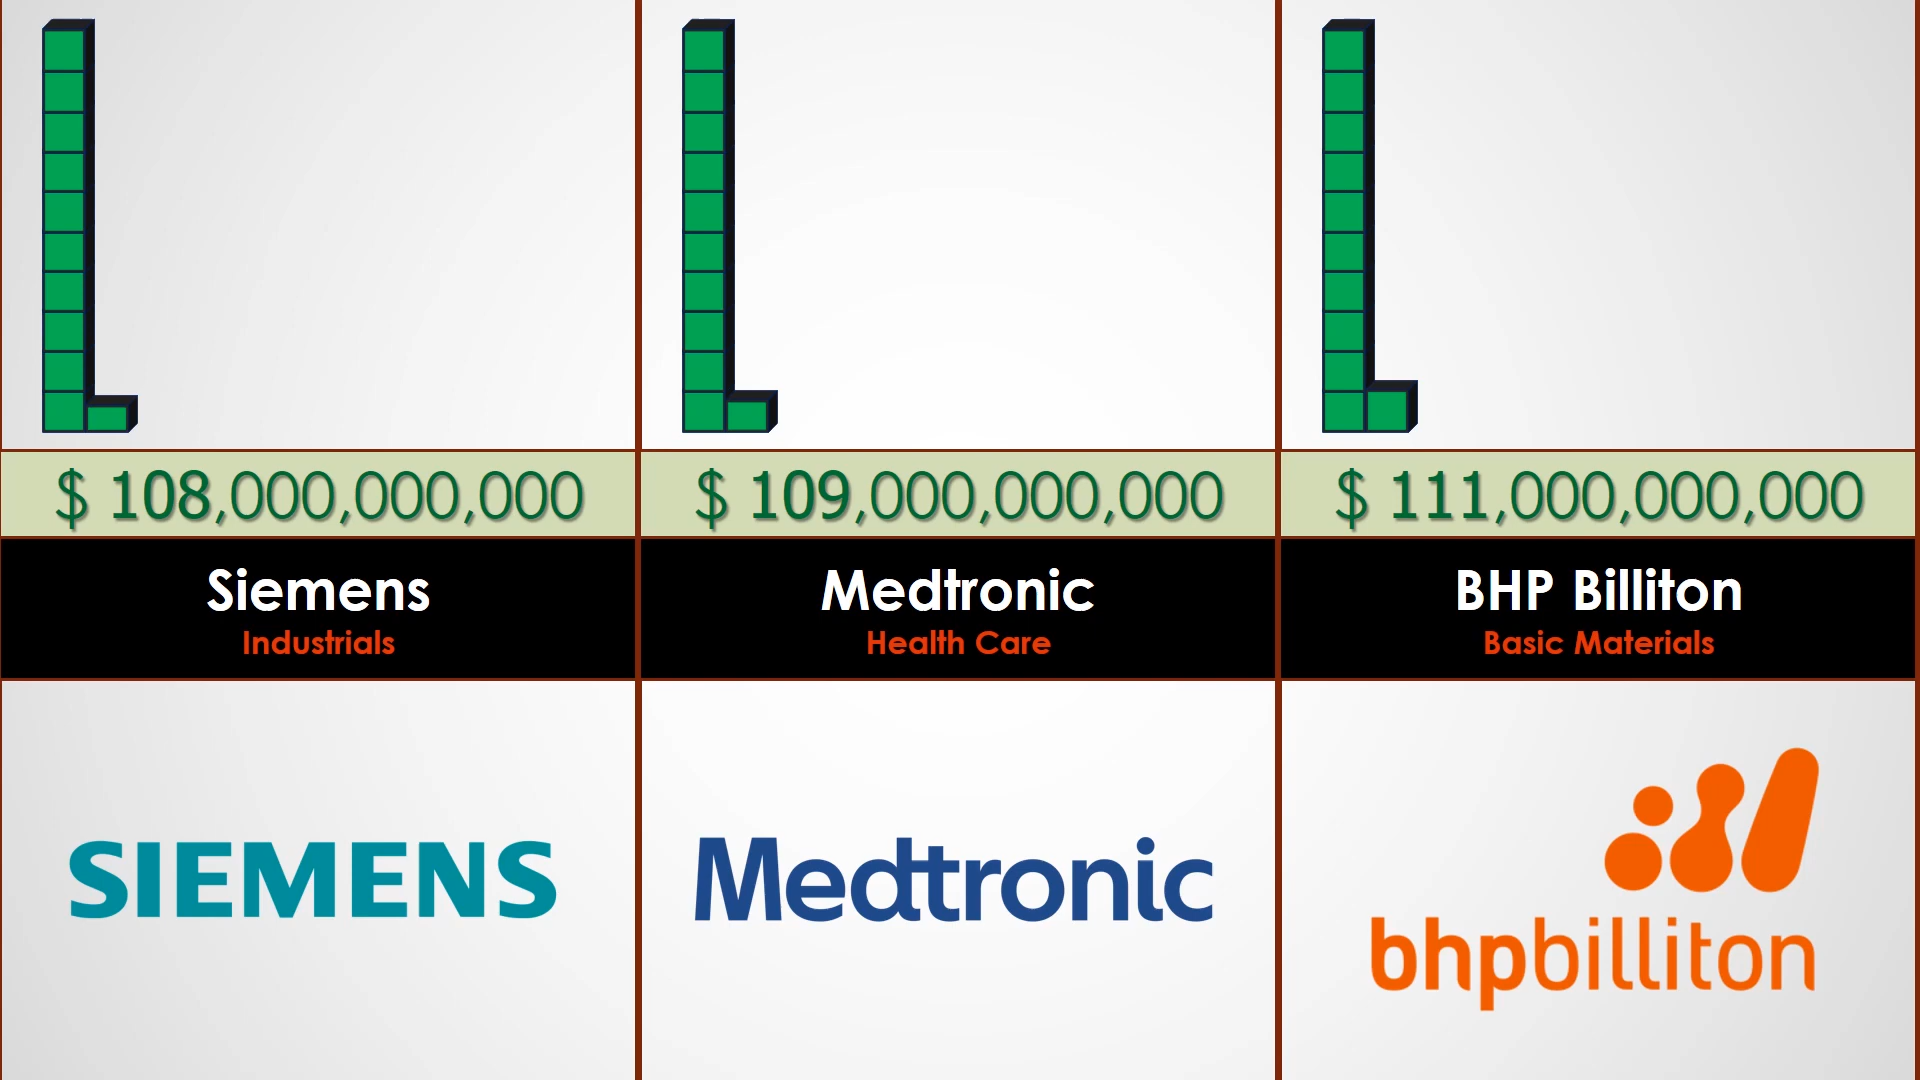 $ 108,000,000,000
Siemens
Industrials
SIEMENS
$ 109,000,000,000
Medtronic
Health Care
Medtronic
$ 111,000,000,000
BHP Billiton
Basic Materials
bhpbilliton